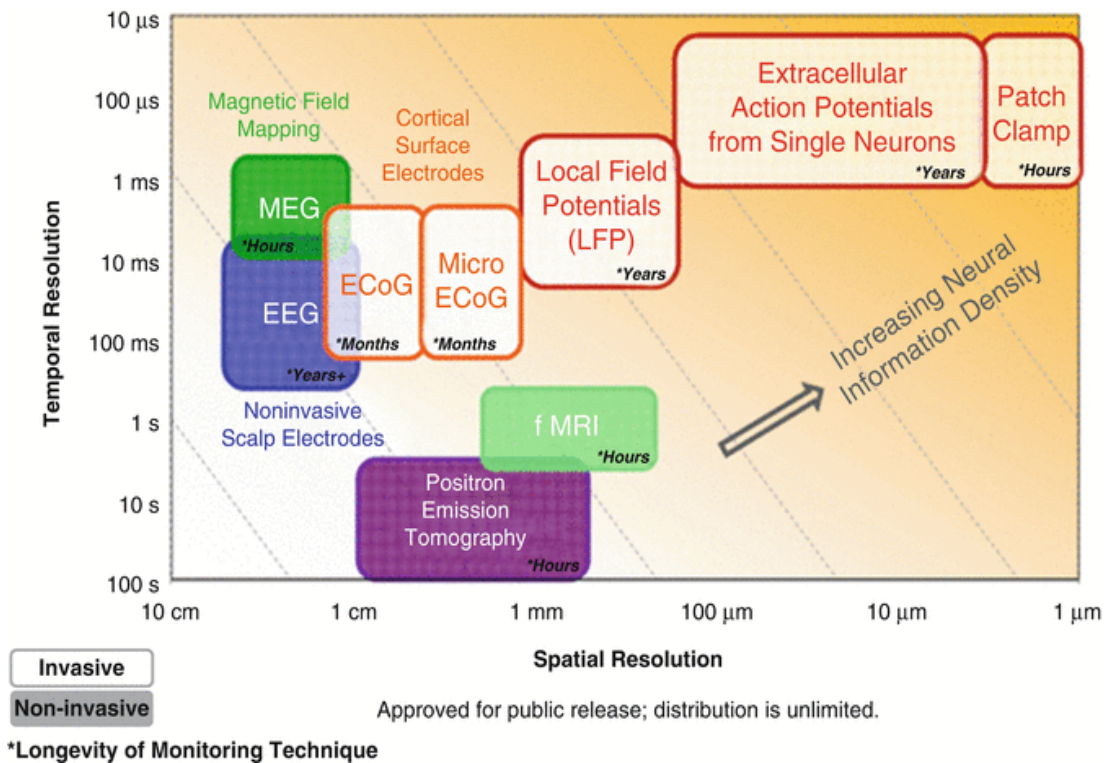 10 µs
100 µs
1 ms
10 ms
100 ms
1 s
10 s
100 s
Temporal Resolution
Magnetic Field
Mapping
MEG
*Hours
EEG
*Years+
Noninvasive
Scalp Electrodes
Cortical
Surface
Electrodes
ECoG
*Months
Micro
ECoG
*Months
Local Field
Potentials
(LFP)
*Years
Extracellular
Action Potentials
from Single Neurons
*Years
Patch
Clamp
*Hours
f MRI
*Hours
Positron
Emission
Tomography
*Hours
Increasing Neural
Information Density
10 cm
1 cm
1 mm
100 µm
10 µm
1 µm
Spatial Resolution
Invasive
Non-invasive
Approved for public release; distribution is unlimited.
*Longevity of Monitoring Technique